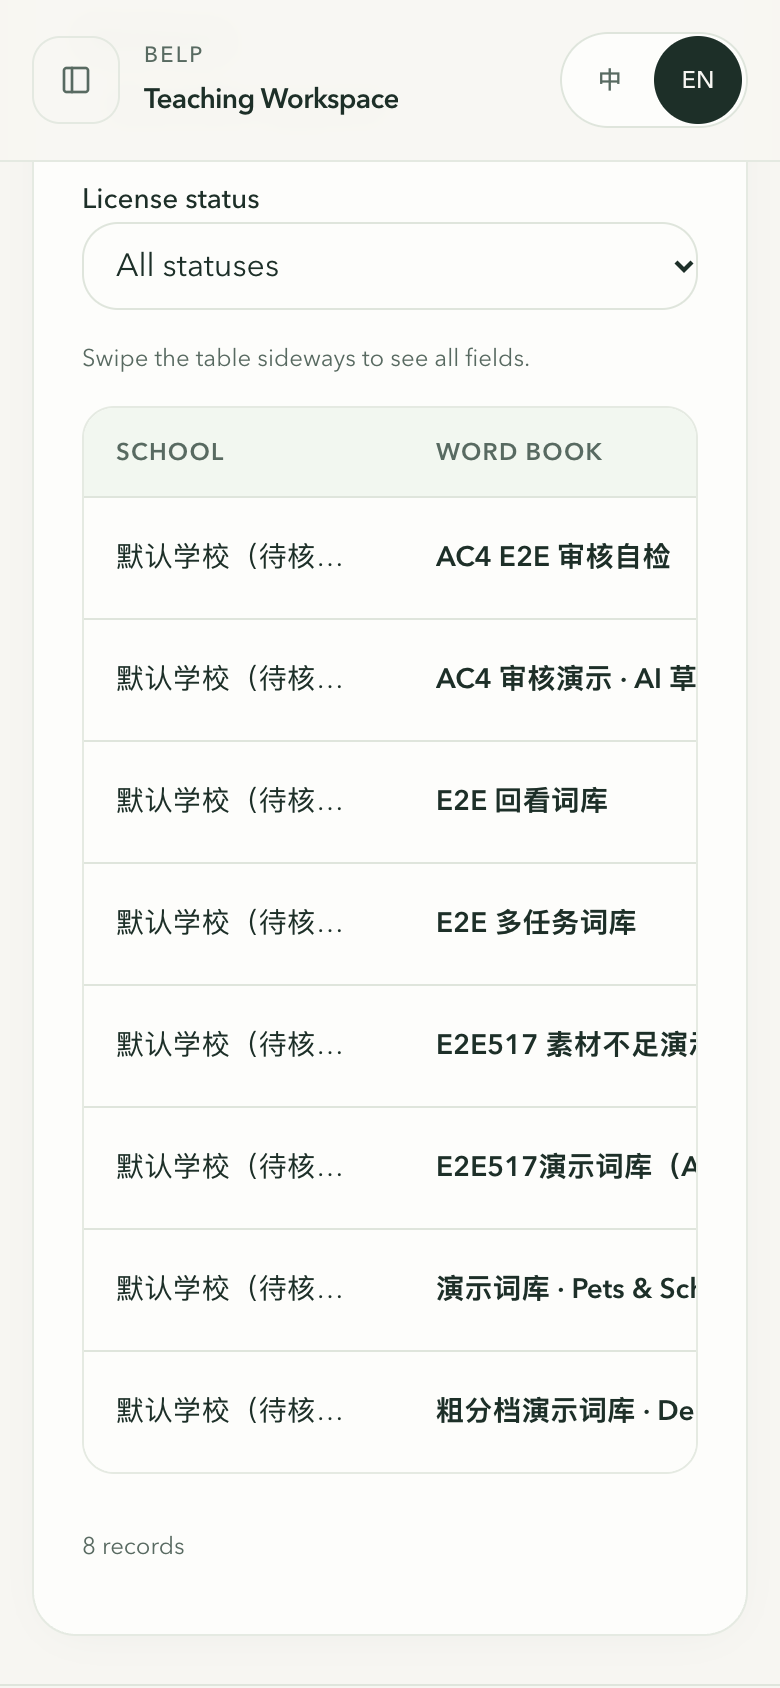 BELP
Teaching Workspace
中
EN
License status
All statuses
Swipe the table sideways to see all fields.
SCHOOL WORD BOOK
默认学校（待核… AC4 E2E 审核自检
默认学校（待核… AC4 审核演示 · AI 草
默认学校（待核… E2E 回看词库
默认学校（待核… E2E 多任务词库
默认学校（待核… E2E517 素材不足演
默认学校（待核… E2E517演示词库（A
默认学校（待核… 演示词库 · Pets & Sch
默认学校（待核… 粗分档演示词库 · De
8 records